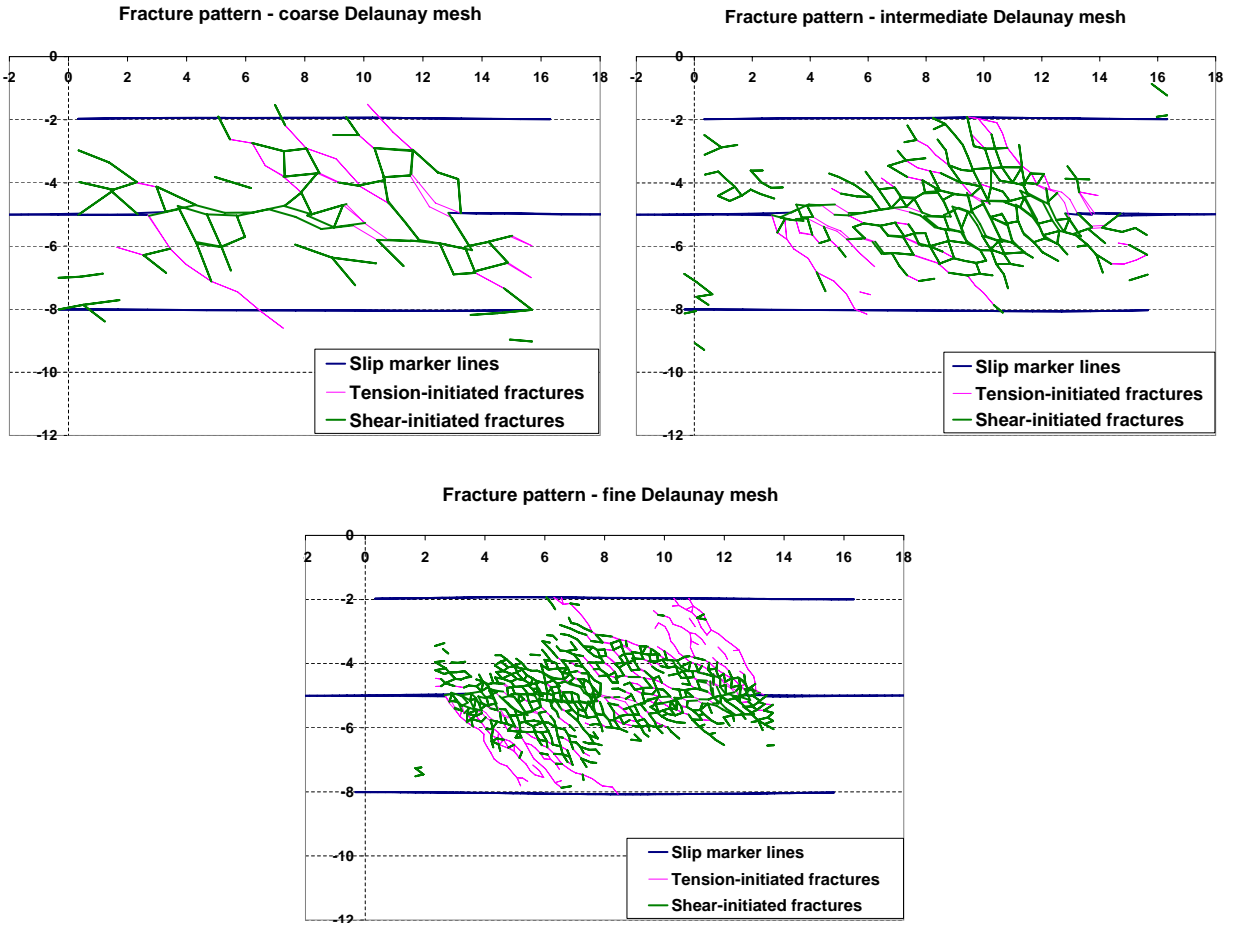 Fracture pattern - coarse Delaunay mesh
0
-2 0 2 4 6 8 10 12 14 16 18
-2
-4
-6
-8
-10
-12
Slip marker lines
Tension-initiated fractures
Shear-initiated fractures
Fracture pattern - intermediate Delaunay mesh
0
-2 0 2 4 6 8 10 12 14 16 18
-2
-4
-6
-8
-10
-12
Slip marker lines
Tension-initiated fractures
Shear-initiated fractures
Fracture pattern - fine Delaunay mesh
0
2 0 2 4 6 8 10 12 14 16 18
-2
-4
-6
-8
-10
-12
Slip marker lines
Tension-initiated fractures
Shear-initiated fractures